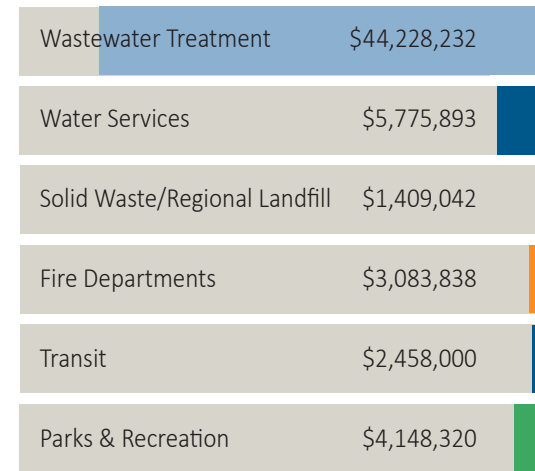 Wastewater Treatment $44,228,232
Water Services $5,775,893
Solid Waste/Regional Landfill $1,409,042
Fire Departments $3,083,838
Transit $2,458,000
Parks & Recreation $4,148,320